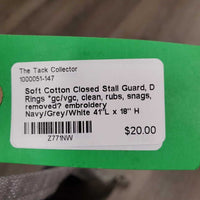 The Tack Collector
1000051-147
Soft Cotton Closed Stall Guard, D
Rings *gc/vgc, clean, rubs, snags,
removed? embroidery
Navy/Grey/White 41"L x 18" H
$20.00
Z771NW